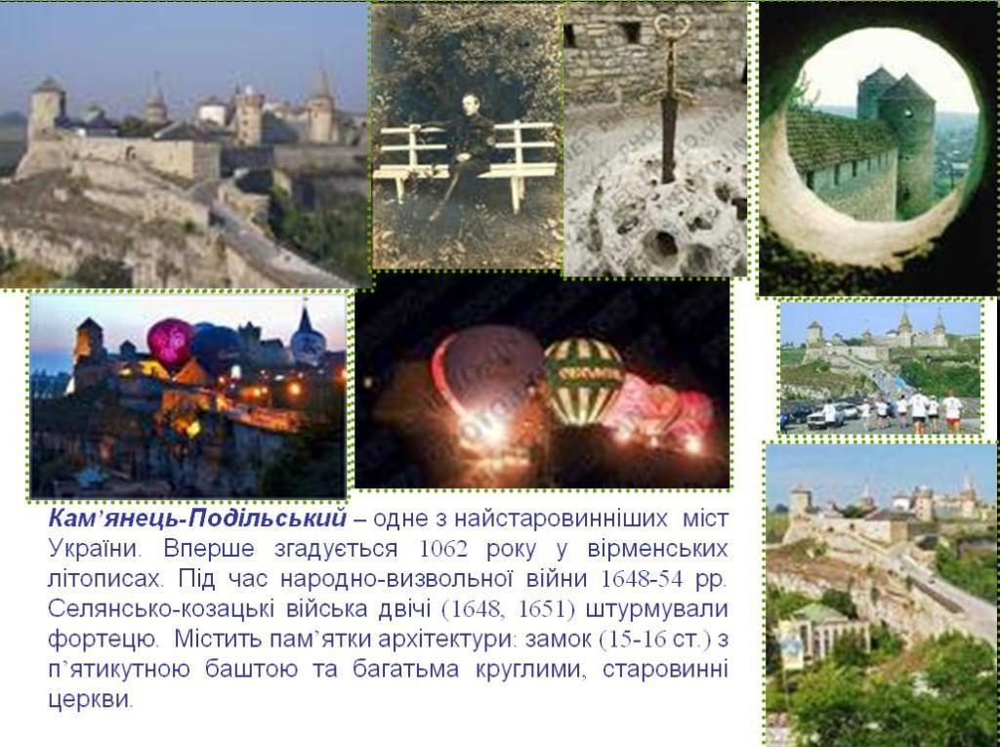 Кам’янець-Подільський – одне з найстаровинніших міст
України. Вперше згадується 1062 року у вірменських
літописах. Під час народно-визвольної війни 1648-54 рр.
Селянсько-козацькі війська двічі (1648, 1651) штурмували
фортецю. Містить пам’ятки архітектури: замок (15-16 ст.) з
п’ятикутною баштою та багатьма круглими, старовинні
церкви.